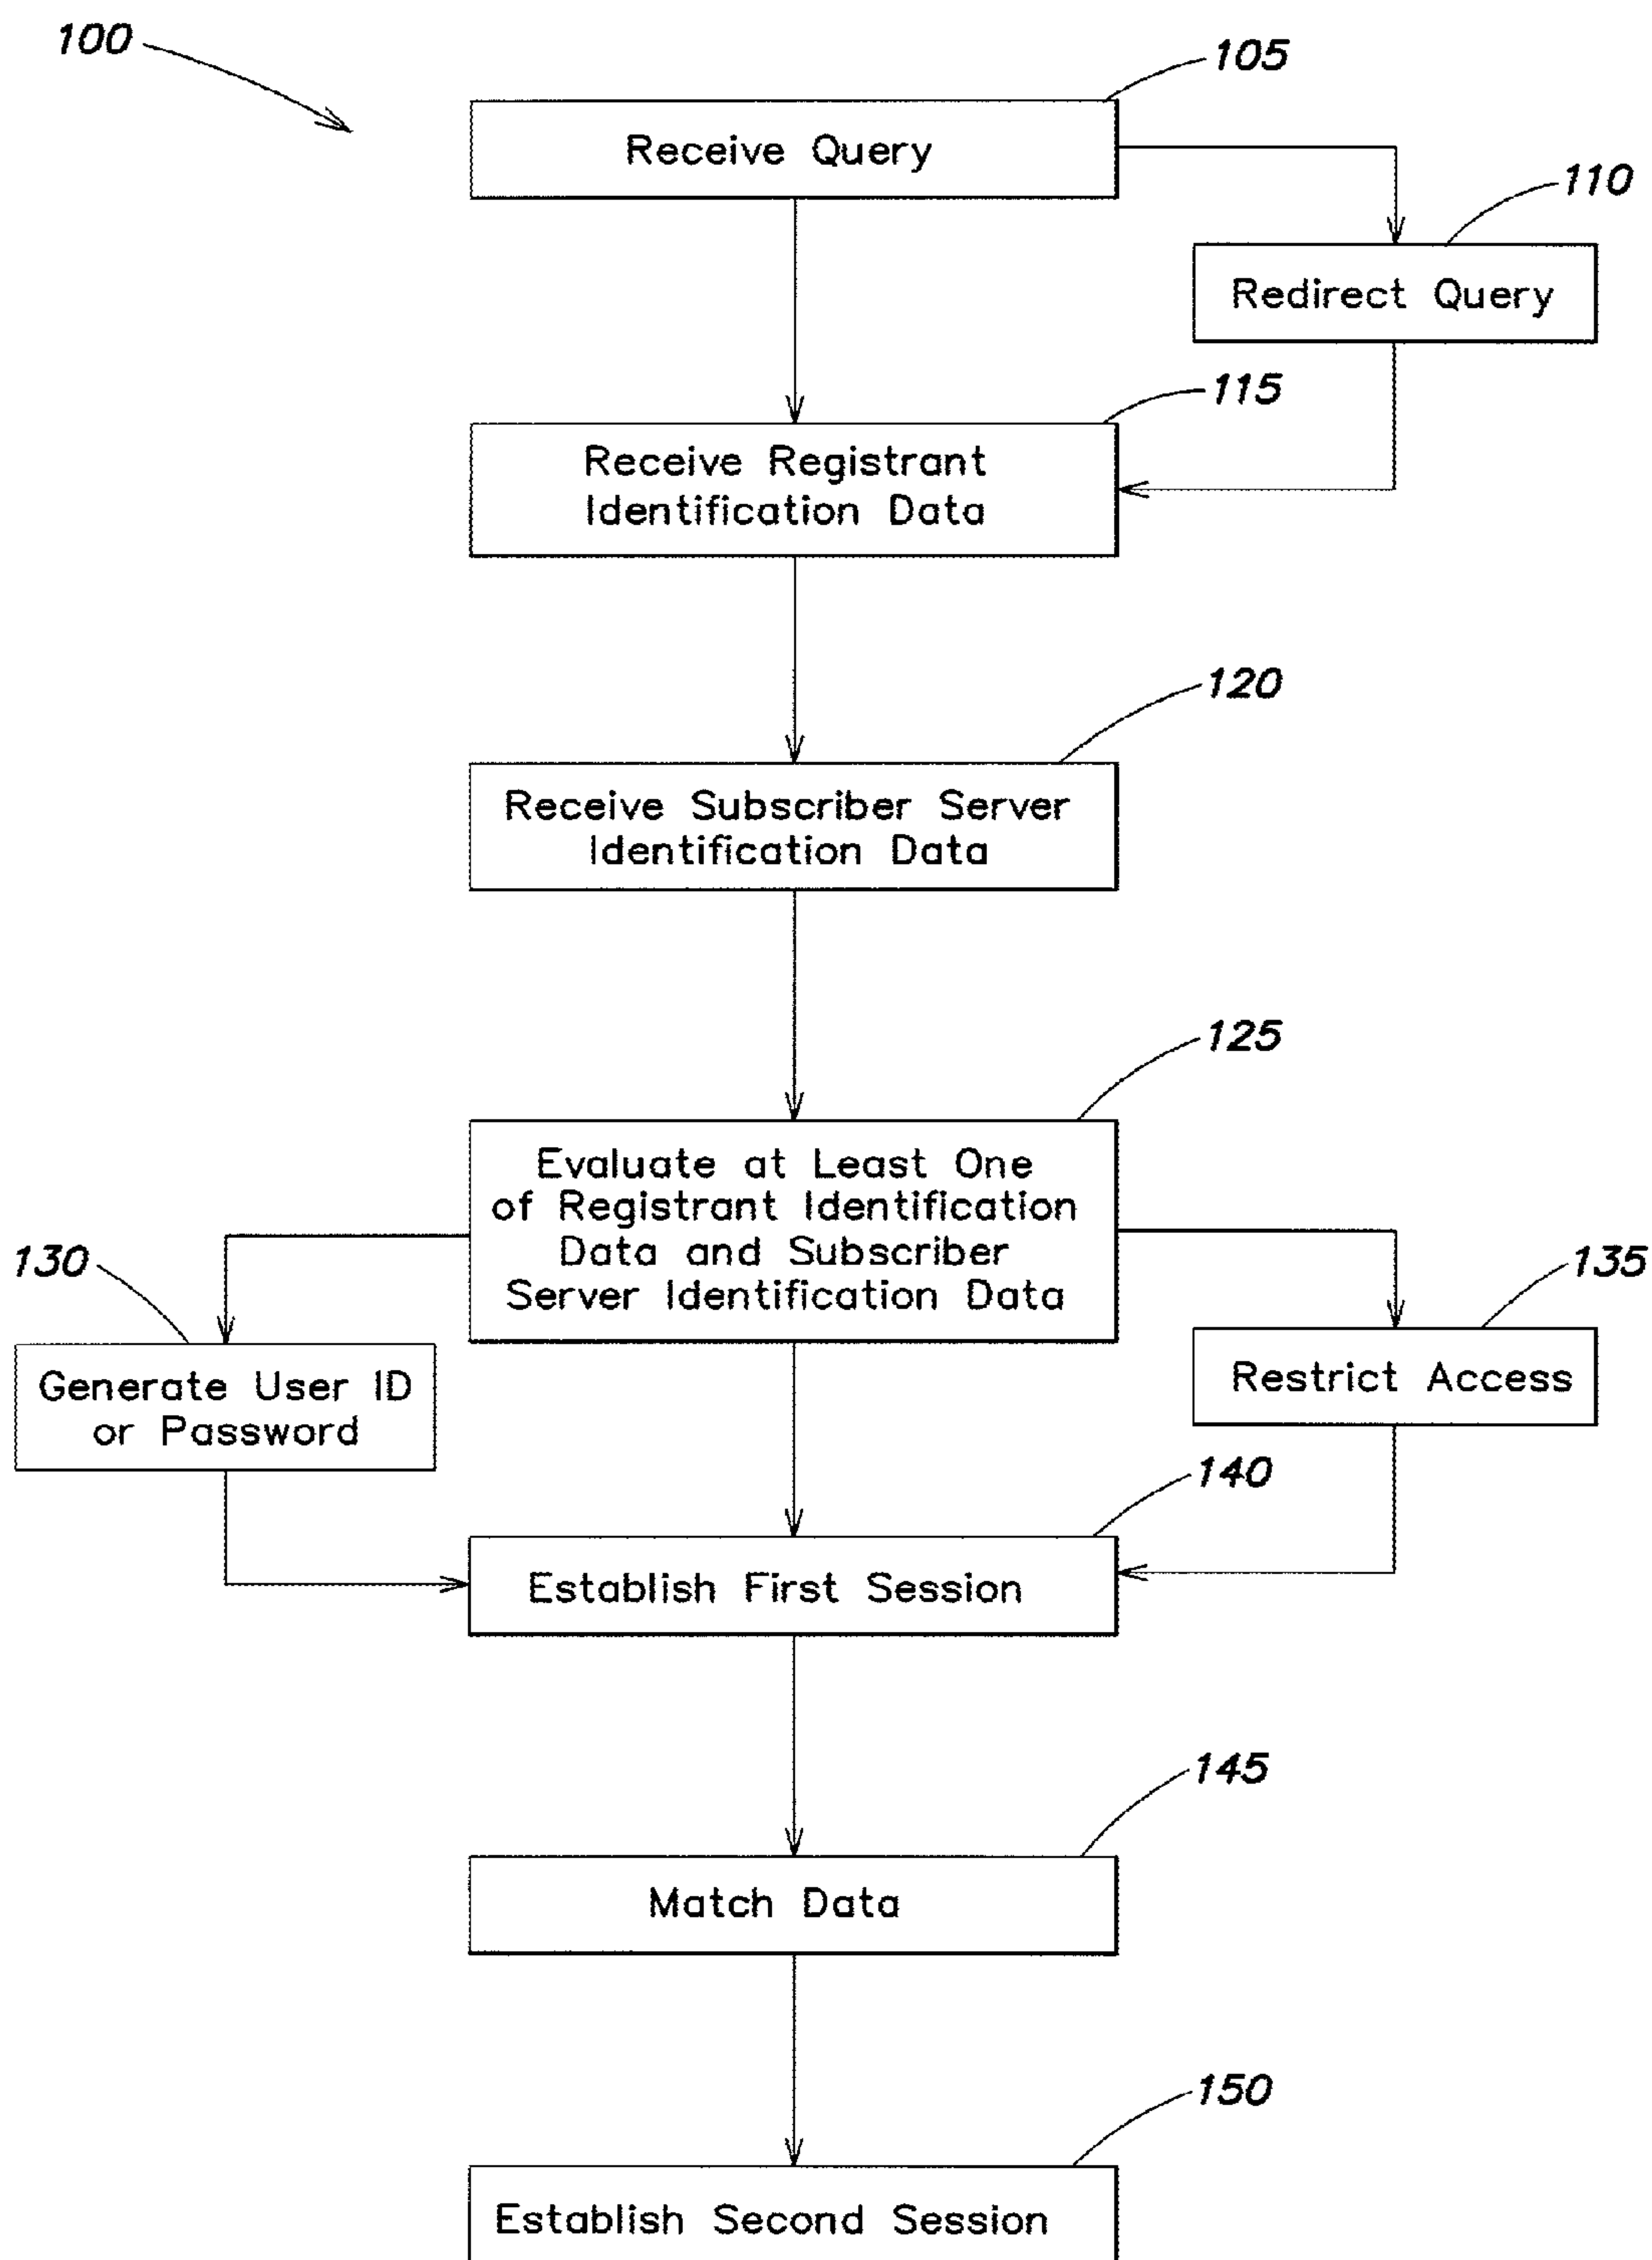 100
105
Receive Query
110
Redirect Query
115
Receive Registrant
Identification Data
120
Receive Subscriber Server
Identification Data
125
Evaluate at Least One
of Registrant Identification
Data and Subscriber
Server Identification Data
130
135
Generate User ID
or Password
Restrict Access
140
Establish First Session
145
Match Data
150
Establish Second Session